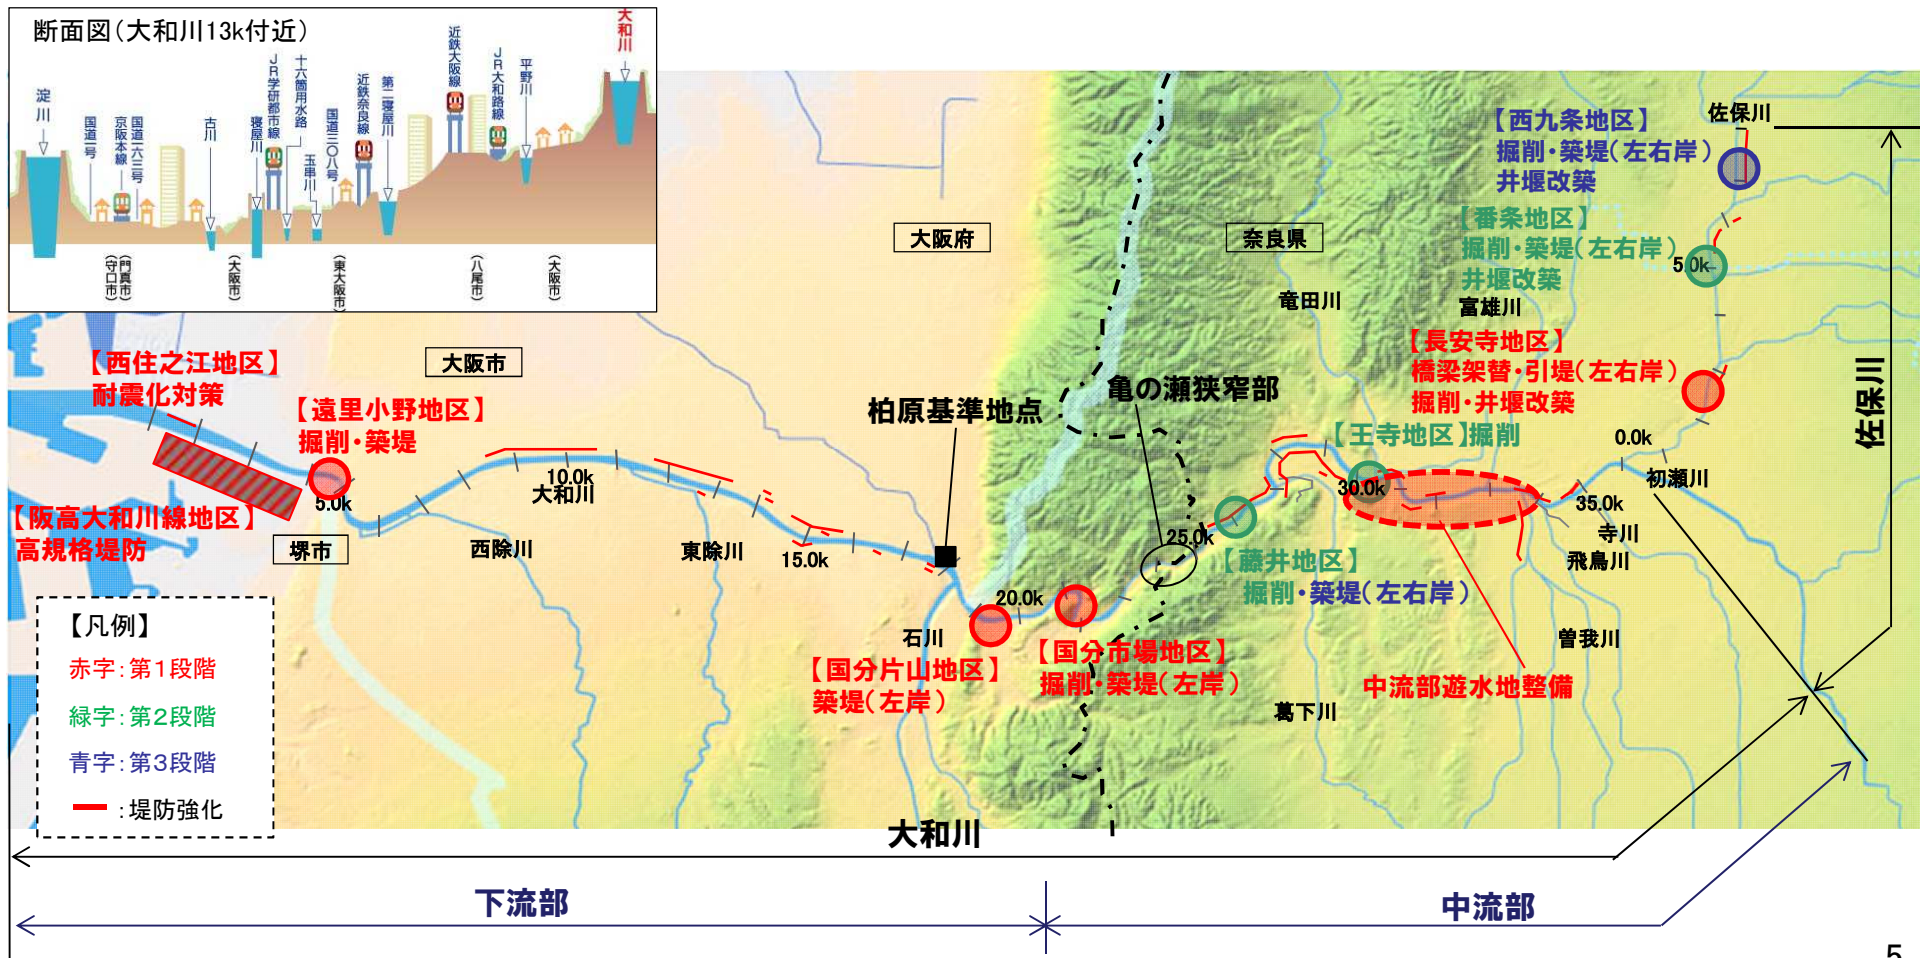 断面図（大和川13k付近）
淀川
国道一号
京阪本線
国道一六三号
古川
寝屋川
JR学研都市線
十六箇用水路
玉串川
国道三〇八号
近鉄奈良線
第二寝屋川
近鉄大阪線
JR大和路線
平野川
大和川
（守口市）
（門真市）
（大阪市）
（東大阪市）
（八尾市）
（大阪市）
佐保川
【西九条地区】
掘削・築堤（左右岸）
井堰改築
【番条地区】
掘削・築堤（左右岸）
井堰改築
5.0k
大阪府
奈良県
竜田川
富雄川
【長安寺地区】
橋梁架替・引堤（左右岸）
掘削・井堰改築
佐保川
【西住之江地区】
耐震化対策
大阪市
【遠里小野地区】
掘削・築堤
柏原基準地点
亀の瀬狭窄部
【王寺地区】掘削
0.0k
初瀬川
10.0k
大和川
5.0k
30.0k
35.0k
【阪高大和川線地区】
高規格堤防
堺市
西除川
東除川
15.0k
25.0k
寺川
飛鳥川
【藤井地区】
掘削・築堤（左右岸）
20.0k
石川
曽我川
【国分片山地区】
築堤（左岸）
【国分市場地区】
掘削・築堤（左岸）
中流部遊水地整備
葛下川
【凡例】
赤字：第１段階
緑字：第２段階
青字：第３段階
：堤防強化
大和川
下流部
中流部
5